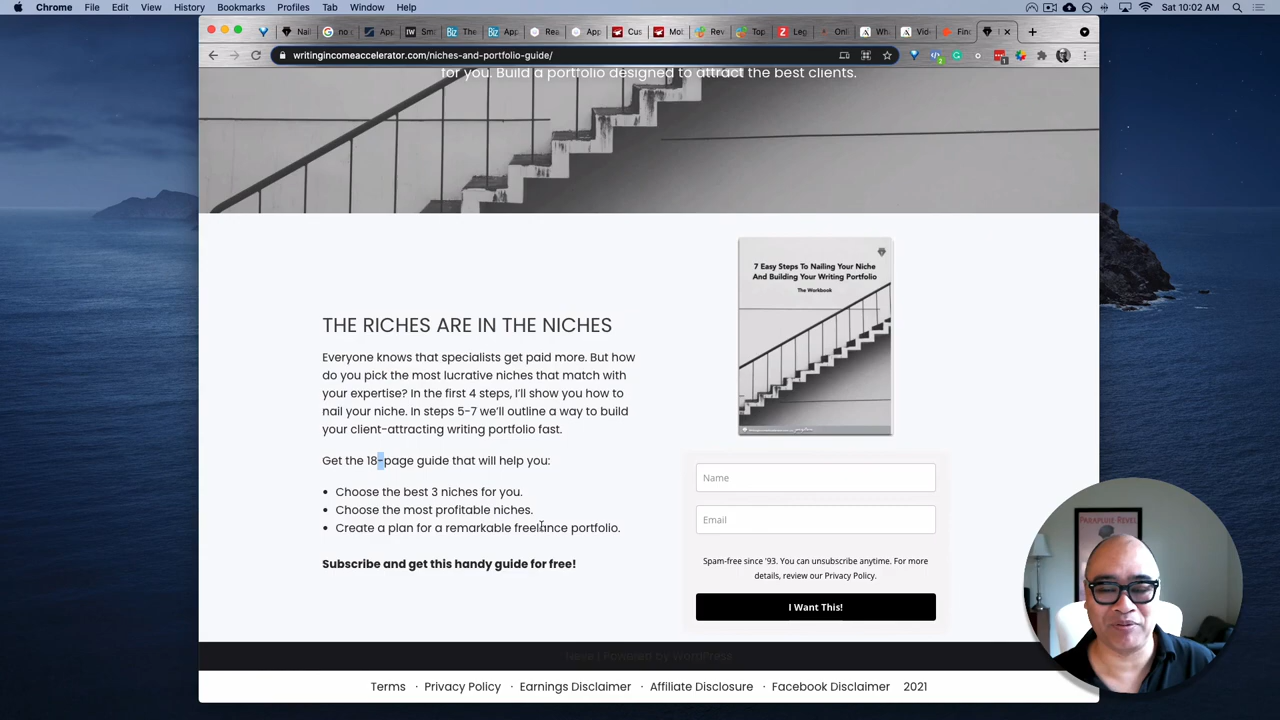 Chrome File Edit View History Bookmarks Profiles Tab Window Help
Sat 10:02 AM
writingincomeaccelerator.com/niches-and-portfolio-guide/
for you. Build a portfolio designed to attract the best clients.
7 Easy Steps To Nailing Your Niche
And Building Your Writing Portfolio
The Workbook
THE RICHES ARE IN THE NICHES
Everyone knows that specialists get paid more. But how
do you pick the most lucrative niches that match with
your expertise? In the first 4 steps, I'll show you how to
nail your niche. In steps 5-7 we'll outline a way to build
your client-attracting writing portfolio fast.
Get the 18-page guide that will help you:
• Choose the best 3 niches for you.
• Choose the most profitable niches.
• Create a plan for a remarkable freelance portfolio.
Subscribe and get this handy guide for free!
Name
Email
Spam-free since '93. You can unsubscribe anytime. For more
details, review our Privacy Policy.
I Want This!
Neve | Powered by WordPress
Terms · Privacy Policy · Earnings Disclaimer · Affiliate Disclosure · Facebook Disclaimer 2021
PARAPLUIE REVEL